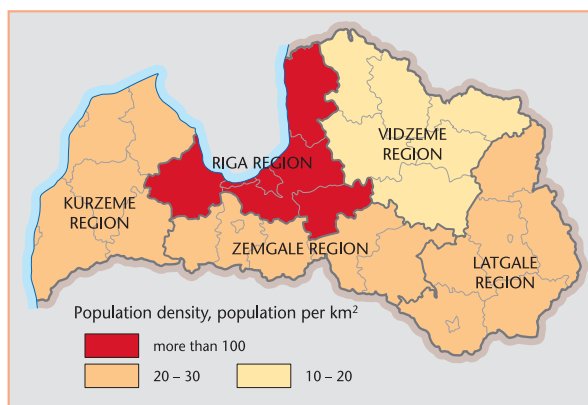 VIDZEME
REGION
RIGA REGION
KURZEME
REGION
ZEMGALE REGION
LATGALE
REGION
Population density, population per km²
more than 100
20 – 30
10 – 20